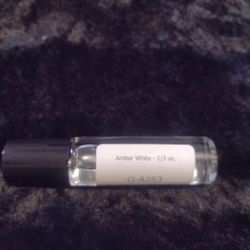 Amber White - 1/3 oz.
O-A253